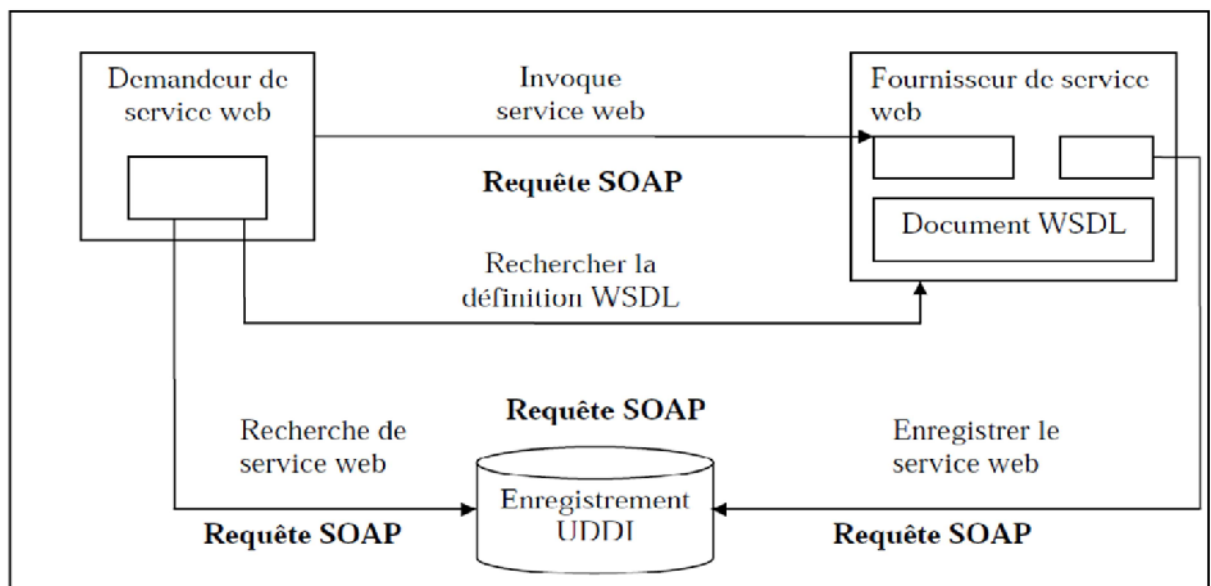 Demandeur de
service web
Invoque
service web
Fournisseur de service
web
Requête SOAP
Document WSDL
Rechercher la
définition WSDL
Requête SOAP
Recherche de
service web
Enregistrer le
service web
Enregistrement
UDDI
Requête SOAP
Requête SOAP